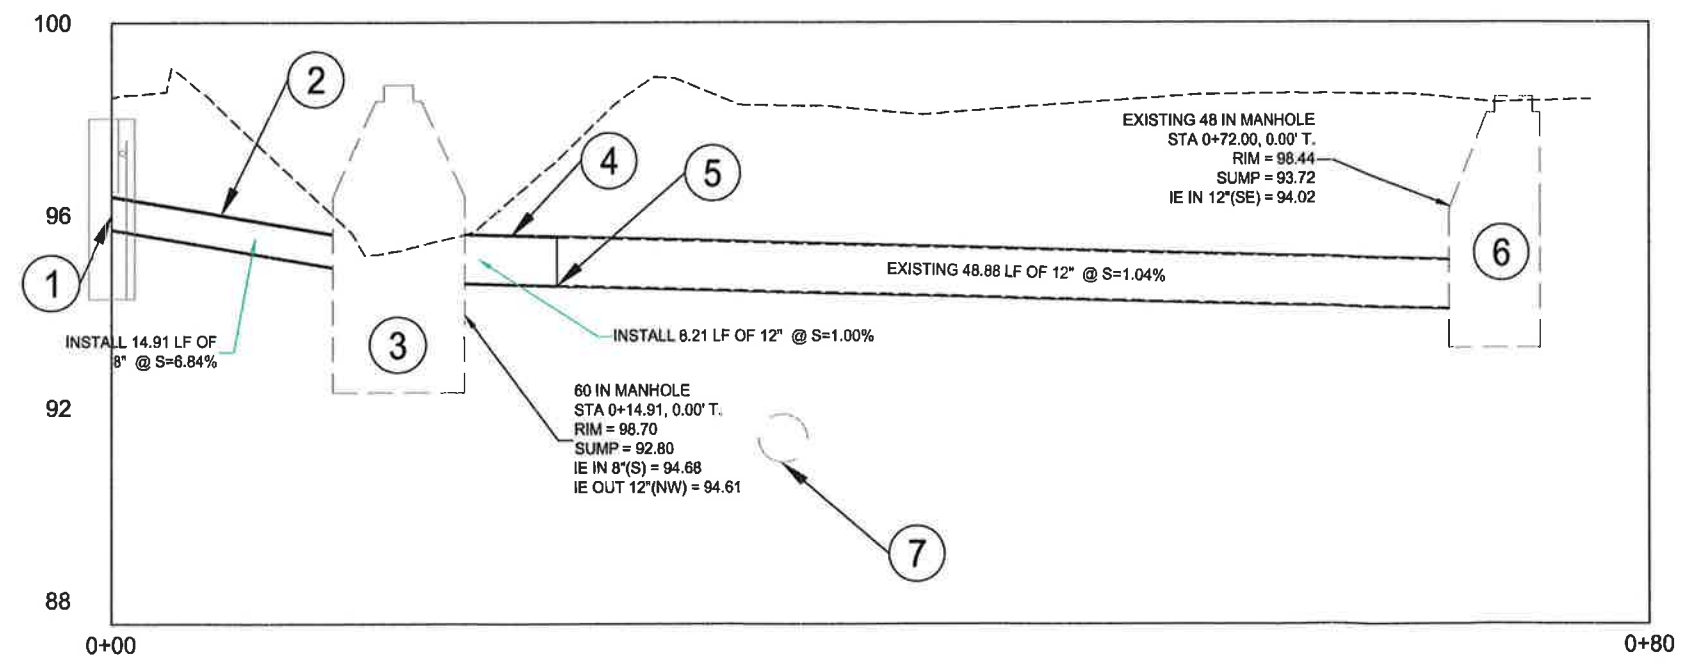 100
96
92
88
0+00
0+80
1
2
3
4
5
6
7
INSTALL 14.91 LF OF
8" @ S=6.84%
60 IN MANHOLE
STA 0+14.91, 0.00' T.
RIM = 98.70
SUMP = 92.80
IE IN 8"(S) = 94.68
IE OUT 12"(NW) = 94.61
INSTALL 8.21 LF OF 12" @ S=1.00%
EXISTING 48.88 LF OF 12" @ S=1.04%
EXISTING 48 IN MANHOLE
STA 0+72.00, 0.00' T.
RIM = 98.44
SUMP = 93.72
IE IN 12"(SE) = 94.02